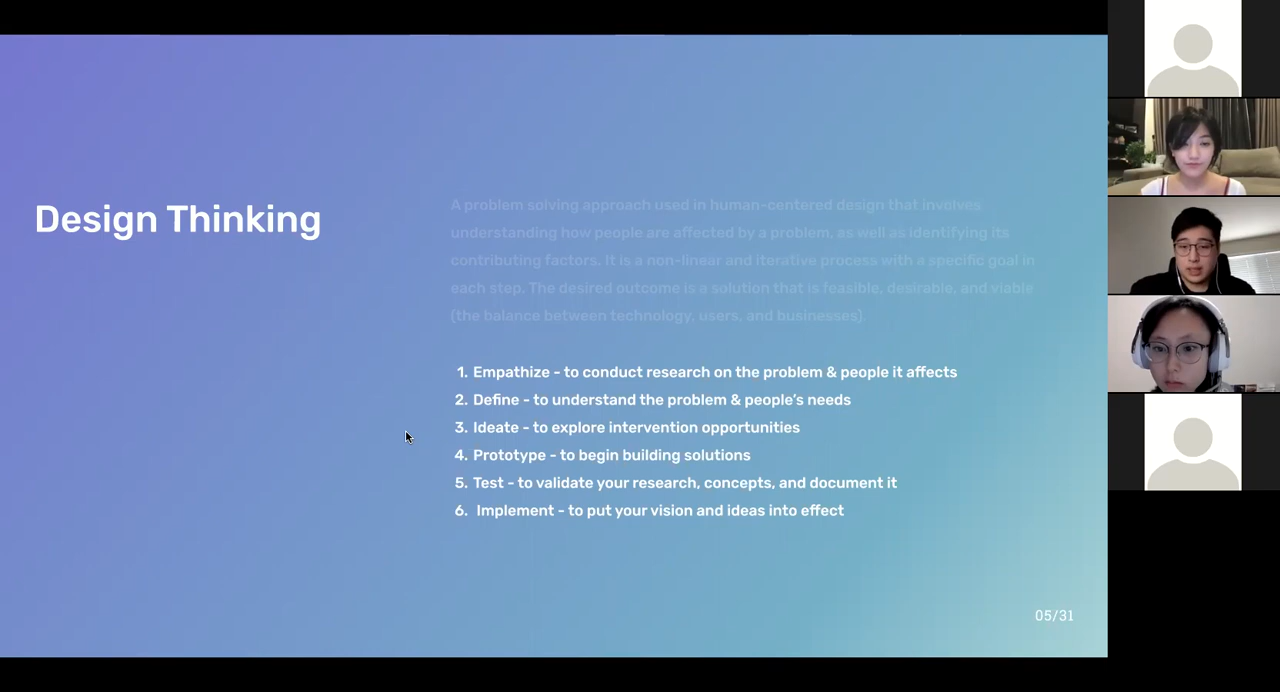 Design Thinking
A problem solving approach used in human-centered design that involves
understanding how people are affected by a problem, as well as identifying its
contributing factors. It is a non-linear and iterative process with a specific goal in
each step. The desired outcome is a solution that is feasible, desirable, and viable
(the balance between technology, users, and businesses).
1. Empathize - to conduct research on the problem & people it affects
2. Define - to understand the problem & people's needs
3. Ideate - to explore intervention opportunities
4. Prototype - to begin building solutions
5. Test - to validate your research, concepts, and document it
6. Implement - to put your vision and ideas into effect
05/31